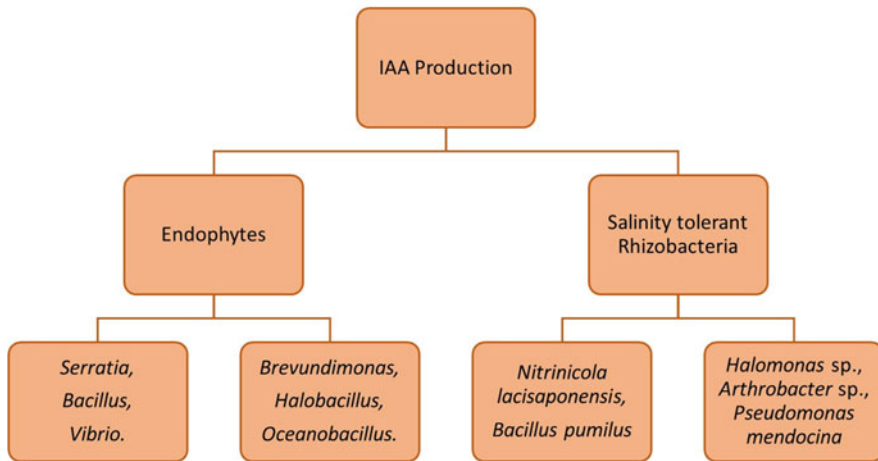 IAA Production
Endophytes
Salinity tolerant
Rhizobacteria
Serratia,
Bacillus,
Vibrio.
Brevundimonas,
Halobacillus,
Oceanobacillus.
Nitrinicola
lacisaponensis,
Bacillus pumilus
Halomonas sp.,
Arthrobacter sp.,
Pseudomonas
mendocina